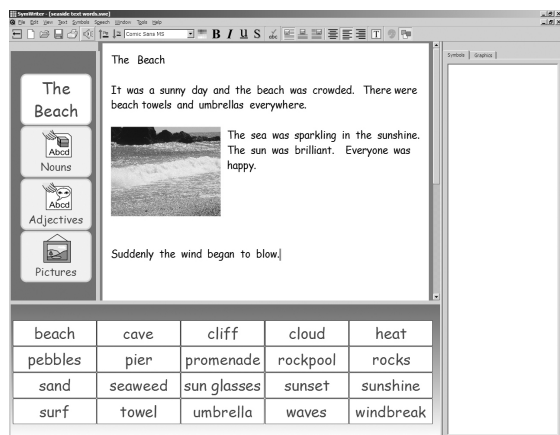 SymWriter - [seaside text words.swe]
File Edit View Text Symbols Speech Window Tools Help
Comic Sans MS
B I U S
abc
T
Symbols Graphics
The
Beach
Abcd
Nouns
Abcd
Adjectives
Pictures
The Beach
It was a sunny day and the beach was crowded. There were
beach towels and umbrellas everywhere.
The sea was sparkling in the sunshine.
The sun was brilliant. Everyone was
happy.
Suddenly the wind began to blow.
beach cave cliff cloud heat
pebbles pier promenade rockpool rocks
sand seaweed sun glasses sunset sunshine
surf towel umbrella waves windbreak